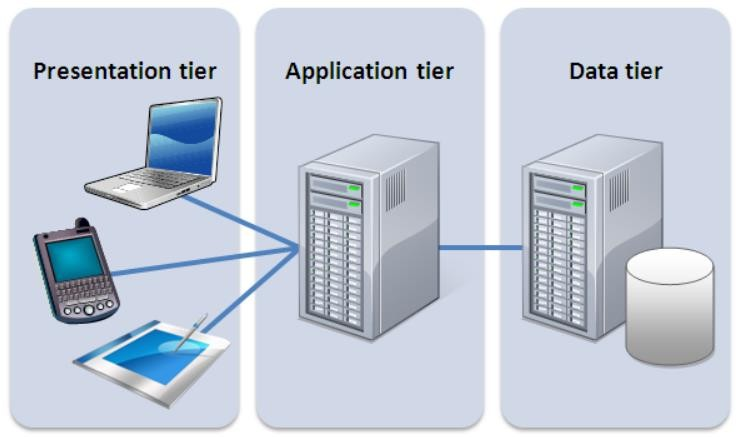 Presentation tier
Application tier
Data tier